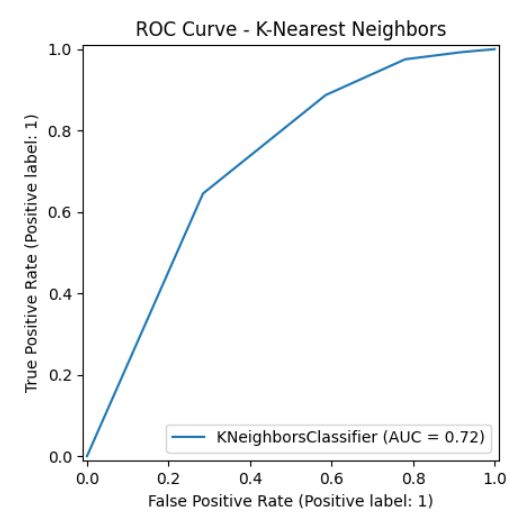 ROC Curve - K-Nearest Neighbors
True Positive Rate (Positive label: 1)
1.0
0.8
0.6
0.4
0.2
0.0
KNeighborsClassifier (AUC = 0.72)
0.0 0.2 0.4 0.6 0.8 1.0
False Positive Rate (Positive label: 1)